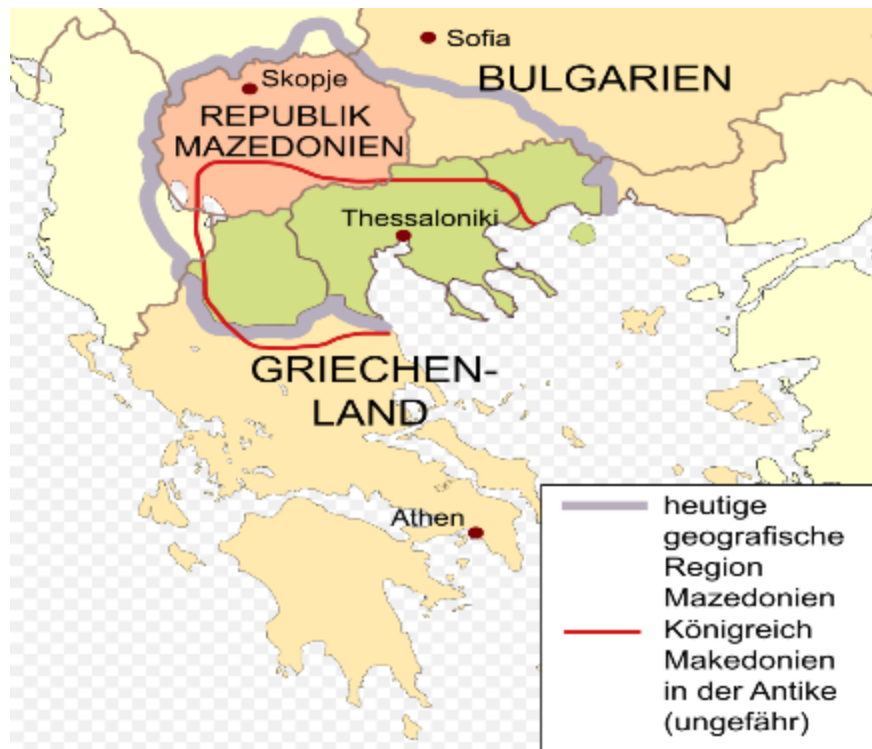 Sofia
BULGARIEN
Skopje
REPUBLIK
MAZEDONIEN
Thessaloniki
GRIECHEN-
LAND
Athen
heutige
geografische
Region
Mazedonien
Königreich
Makedonien
in der Antike
(ungefähr)